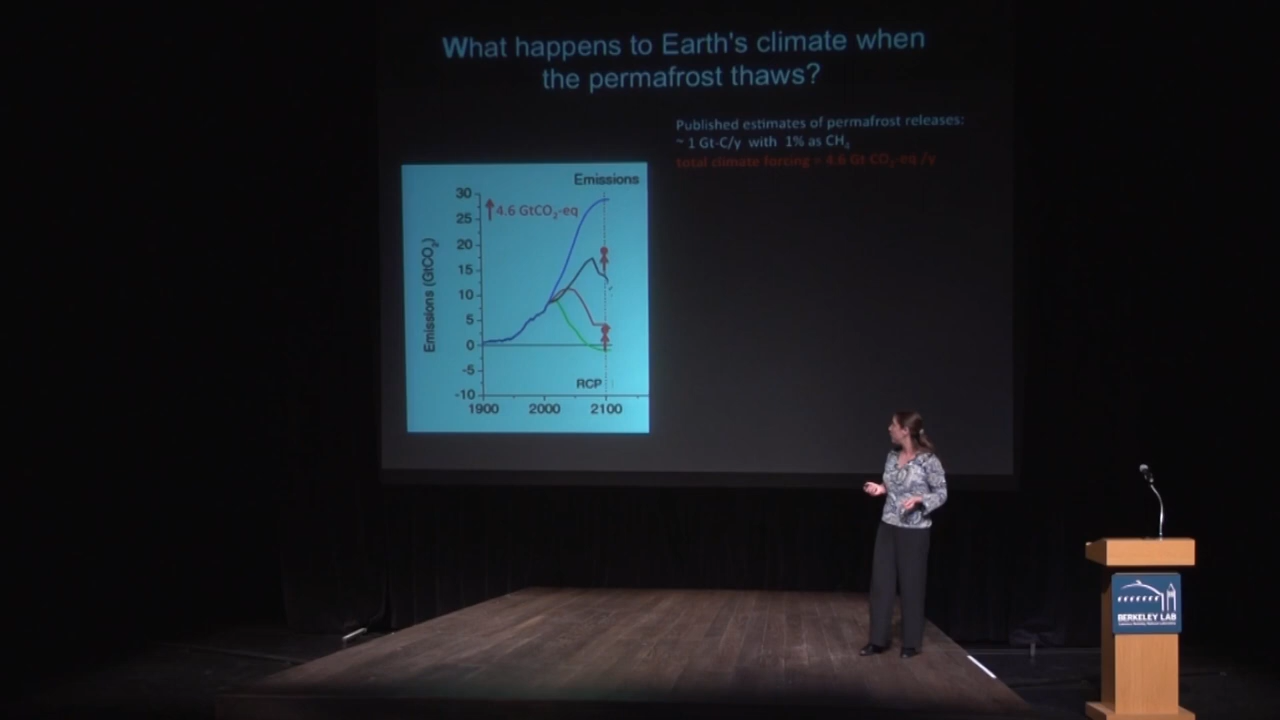 What happens to Earth's climate when
the permafrost thaws?
Published estimates of permafrost releases:
~ 1 Gt-C/y with 1% as CH₄
total climate forcing = 4.6 Gt CO₂-eq /y
Emissions
4.6 GtCO₂-eq
Emissions (GtCO₂)
30
25
20
15
10
5
0
-5
-10
RCP
1900 2000 2100
BERKELEY LAB